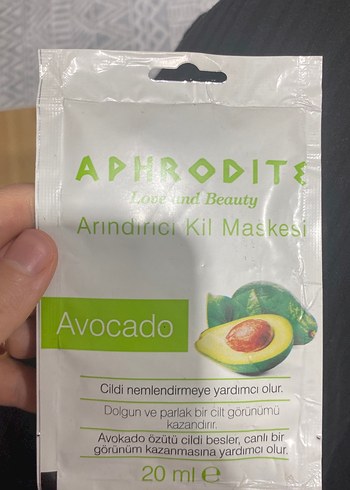 APHRODITE
Love and Beauty
Arındırıcı Kil Maskesi
Avocado
Cildi nemlendirmeye yardımcı olur.
Dolgun ve parlak bir cilt görünümü
kazandırır.
Avokado özütü cildi besler, canlı bir
görünüm kazanmasına yardımcı olur.
20 ml ℮